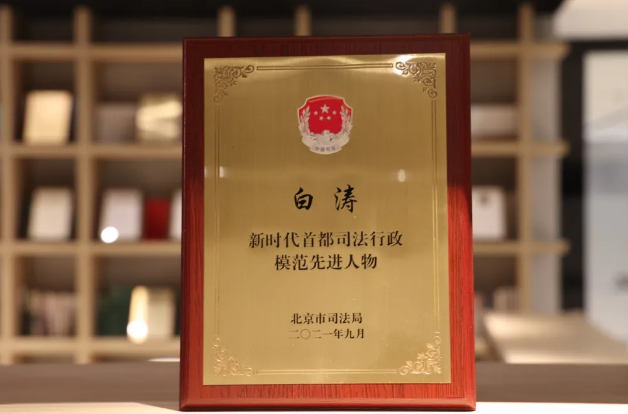 白涛
新时代首都司法行政
模范先进人物
北京市司法局
二〇二一年九月